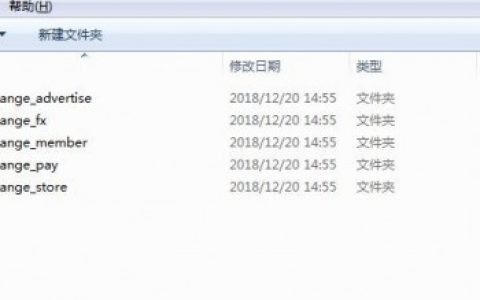 帮助(H)
新建文件夹
修改日期 类型
ange_advertise 2018/12/20 14:55 文件夹
ange_fx 2018/12/20 14:55 文件夹
ange_member 2018/12/20 14:55 文件夹
ange_pay 2018/12/20 14:55 文件夹
ange_store 2018/12/20 14:55 文件夹